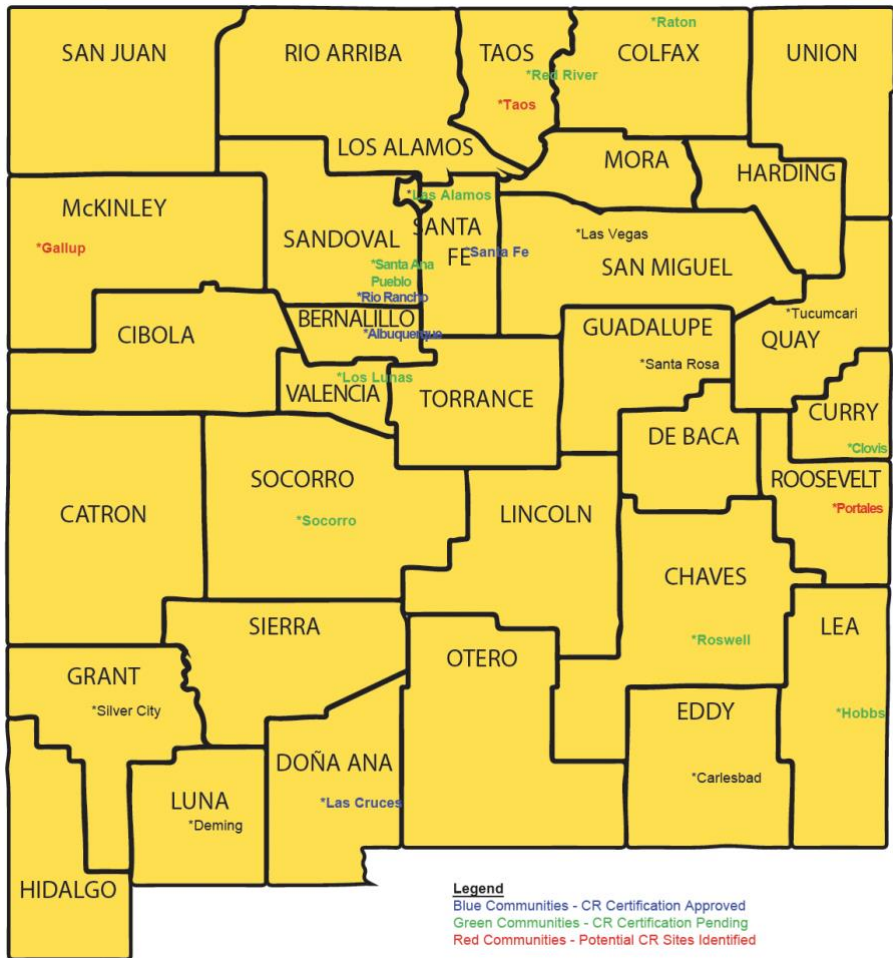 *Raton
SAN JUAN
RIO ARRIBA
TAOS
COLFAX
UNION
*Red River
*Taos
LOS ALAMOS
MORA
HARDING
*Las Alamos
McKINLEY
*Gallup
SANDOVAL
SANTA
FE
*Santa Fe
*Las Vegas
SAN MIGUEL
*Santa Ana
Pueblo
*Rio Rancho
BERNALILLO
*Albuquerque
CIBOLA
GUADALUPE
*Tucumcari
QUAY
*Santa Rosa
*Los Lunas
VALENCIA
TORRANCE
CURRY
*Clovis
DE BACA
ROOSEVELT
*Portales
SOCORRO
*Socorro
CATRON
LINCOLN
CHAVES
*Roswell
SIERRA
LEA
OTERO
GRANT
*Silver City
EDDY
*Hobbs
DOÑA ANA
*Carlesbad
LUNA
*Las Cruces
*Deming
HIDALGO
Legend
Blue Communities - CR Certification Approved
Green Communities - CR Certification Pending
Red Communities - Potential CR Sites Identified